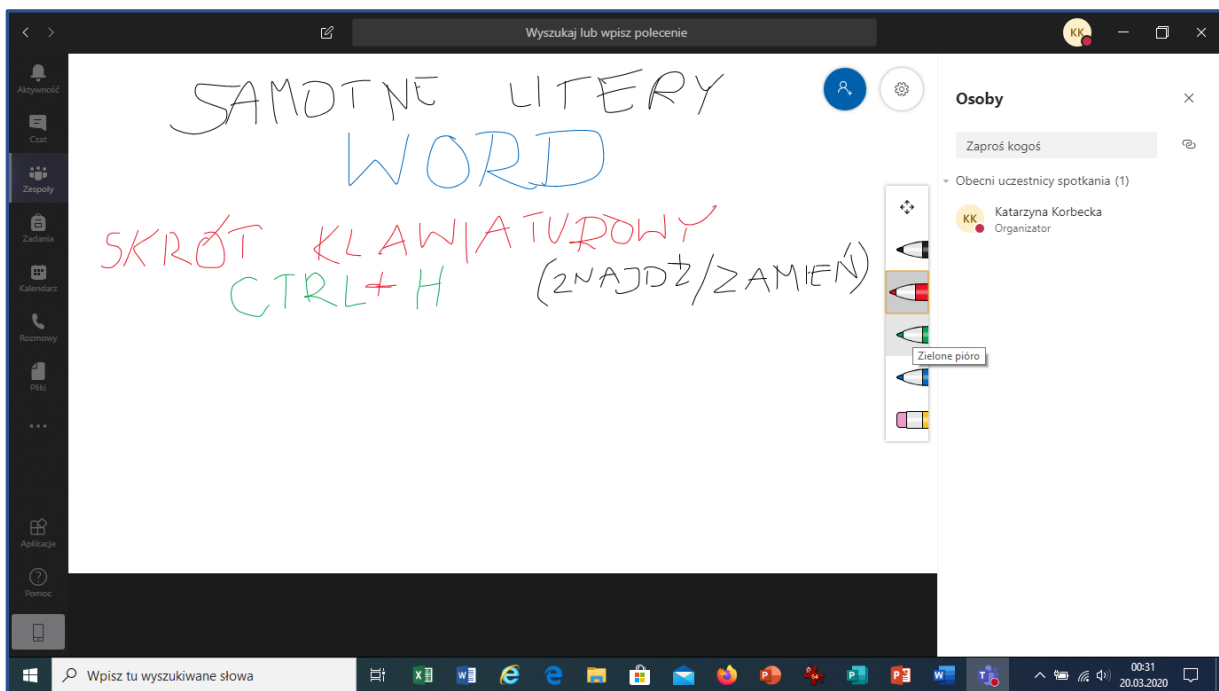 Wyszukaj lub wpisz polecenie
KK
Aktywność
Czat
Zespoły
Zadania
Kalendarz
Rozmowy
Pliki
Aplikacje
Pomoc
SAMOTNE LITERY
WORD
SKRÓT KLAWIATUROWY
CTRL + H (ZNAJDŹ/ZAMIEŃ)
Zielone pióro
Osoby
Zaproś kogoś
Obecni uczestnicy spotkania (1)
KK Katarzyna Korbecka
Organizator
Wpisz tu wyszukiwane słowa
00:31
20.03.2020